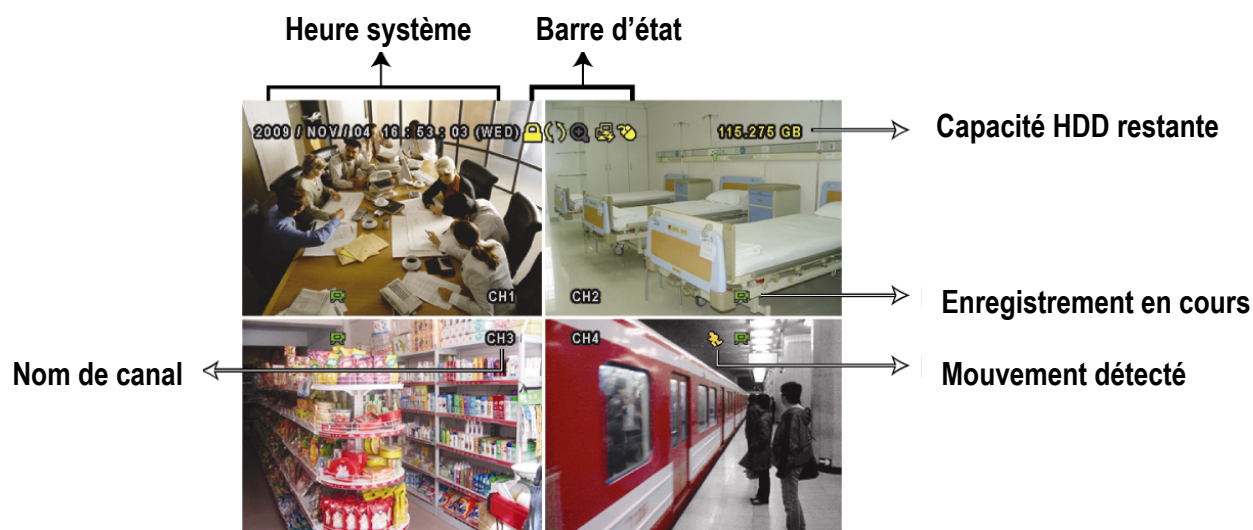 Heure système
Barre d’état
2009 / NOV / 04 16 : 53 : 03 (WED)
115.275 GB
Capacité HDD restante
CH1
CH2
Enregistrement en cours
CH3
CH4
Nom de canal
Mouvement détecté